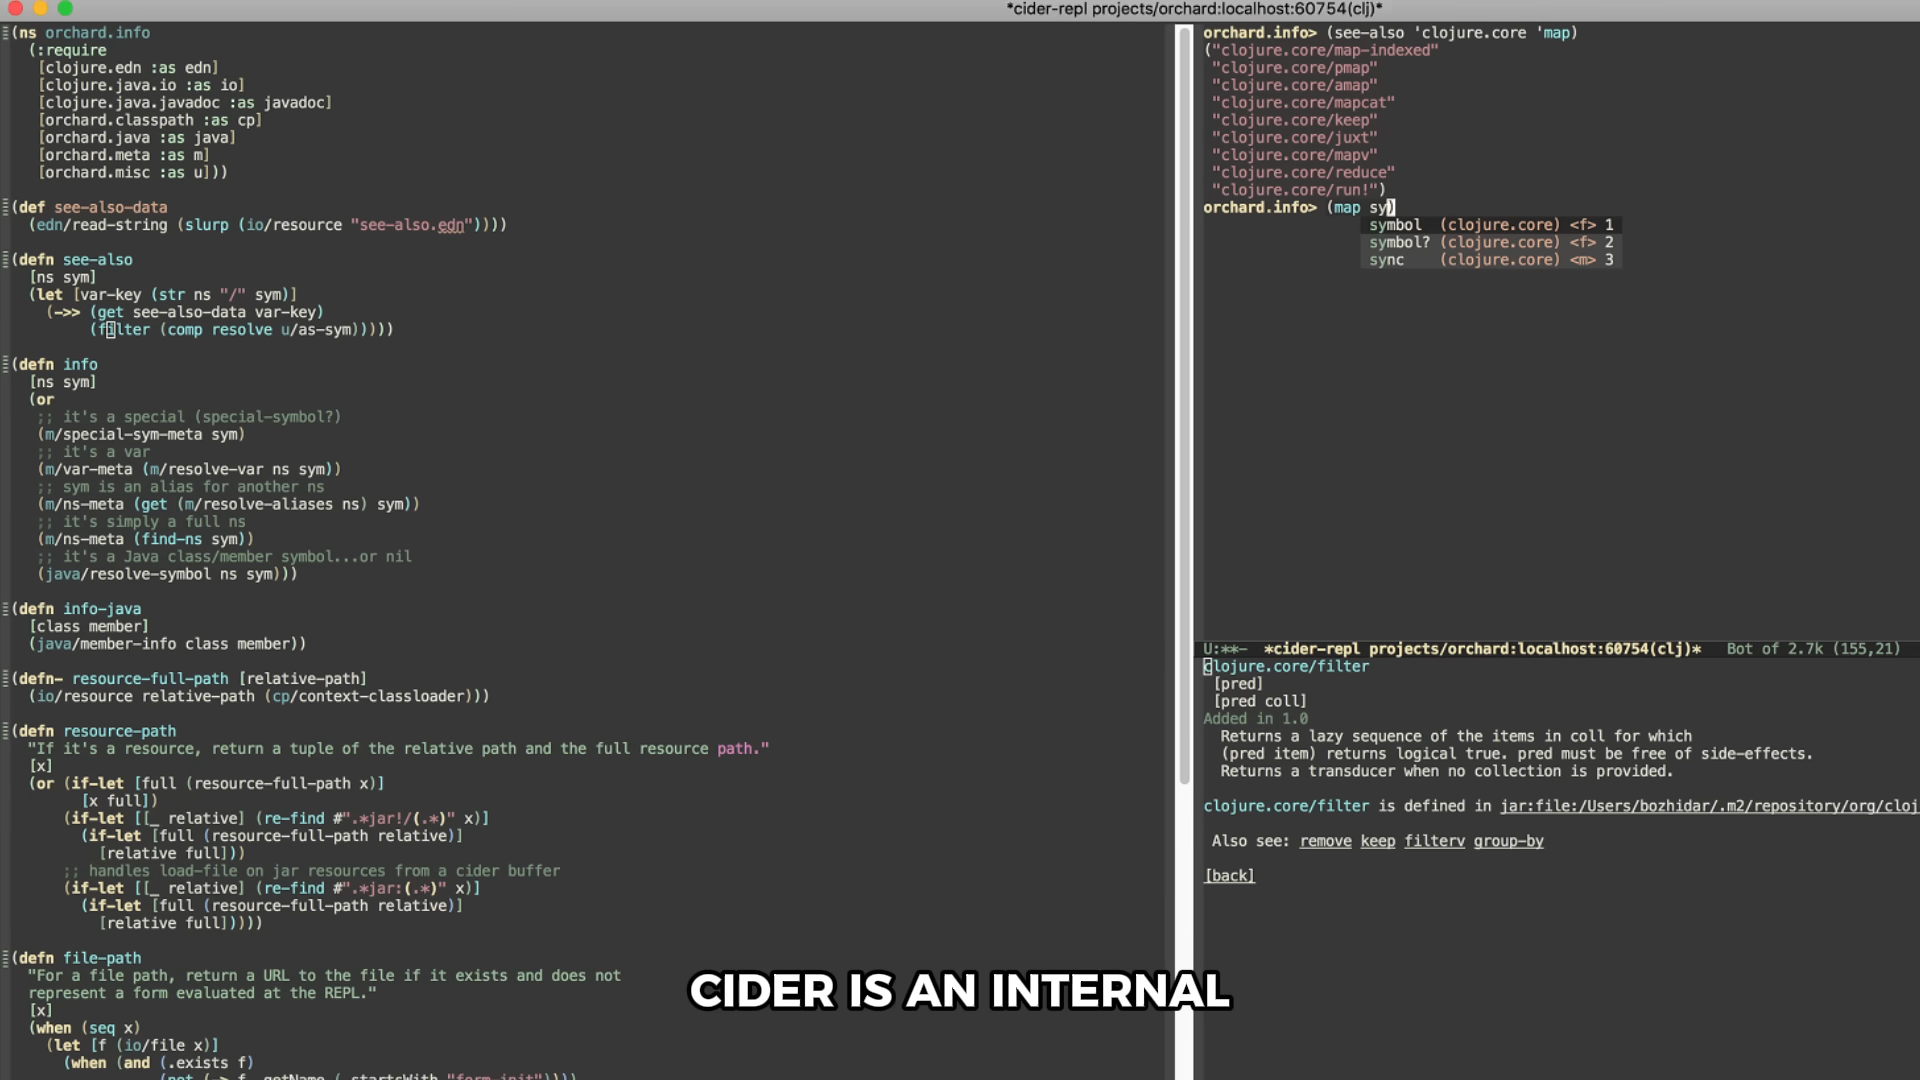 *cider-repl projects/orchard:localhost:60754(clj)*
(ns orchard.info
(:require
[clojure.edn :as edn]
[clojure.java.io :as io]
[clojure.java.javadoc :as javadoc]
[orchard.classpath :as cp]
[orchard.java :as java]
[orchard.meta :as m]
[orchard.misc :as u]))
(def see-also-data
(edn/read-string (slurp (io/resource "see-also.edn"))))
(defn see-also
[ns sym]
(let [var-key (str ns "/" sym)]
(->> (get see-also-data var-key)
(filter (comp resolve u/as-sym)))))
(defn info
[ns sym]
(or
;; it's a special (special-symbol?)
(m/special-sym-meta sym)
;; it's a var
(m/var-meta (m/resolve-var ns sym))
;; sym is an alias for another ns
(m/ns-meta (get (m/resolve-aliases ns) sym))
;; it's simply a full ns
(m/ns-meta (find-ns sym))
;; it's a Java class/member symbol...or nil
(java/resolve-symbol ns sym)))
(defn info-java
[class member]
(java/member-info class member))
(defn- resource-full-path [relative-path]
(io/resource relative-path (cp/context-classloader)))
(defn resource-path
"If it's a resource, return a tuple of the relative path and the full resource path."
[x]
(or (if-let [full (resource-full-path x)]
[x full])
(if-let [[_ relative] (re-find #".*jar!/(.*)" x)]
(if-let [full (resource-full-path relative)]
[relative full]))
;; handles load-file on jar resources from a cider buffer
(if-let [[_ relative] (re-find #".*jar:(.*)" x)]
(if-let [full (resource-full-path relative)]
[relative full]))))
(defn file-path
"For a file path, return a URL to the file if it exists and does not
represent a form evaluated at the REPL."
[x]
(when (seq x)
(let [f (io/file x)]
(when (and (.exists f)
(not (-> f .getName (.startsWith "form-init"))))
orchard.info> (see-also 'clojure.core 'map)
("clojure.core/map-indexed"
"clojure.core/pmap"
"clojure.core/amap"
"clojure.core/mapcat"
"clojure.core/keep"
"clojure.core/juxt"
"clojure.core/mapv"
"clojure.core/reduce"
"clojure.core/run!")
orchard.info> (map sy)
symbol (clojure.core) <f> 1
symbol? (clojure.core) <f> 2
sync (clojure.core) <m> 3
U:**- *cider-repl projects/orchard:localhost:60754(clj)* Bot of 2.7k (155,21)
clojure.core/filter
[pred]
[pred coll]
Added in 1.0
Returns a lazy sequence of the items in coll for which
(pred item) returns logical true. pred must be free of side-effects.
Returns a transducer when no collection is provided.
clojure.core/filter is defined in jar:file:/Users/bozhidar/.m2/repository/org/cloj
Also see: remove keep filterv group-by
[back]
CIDER IS AN INTERNAL